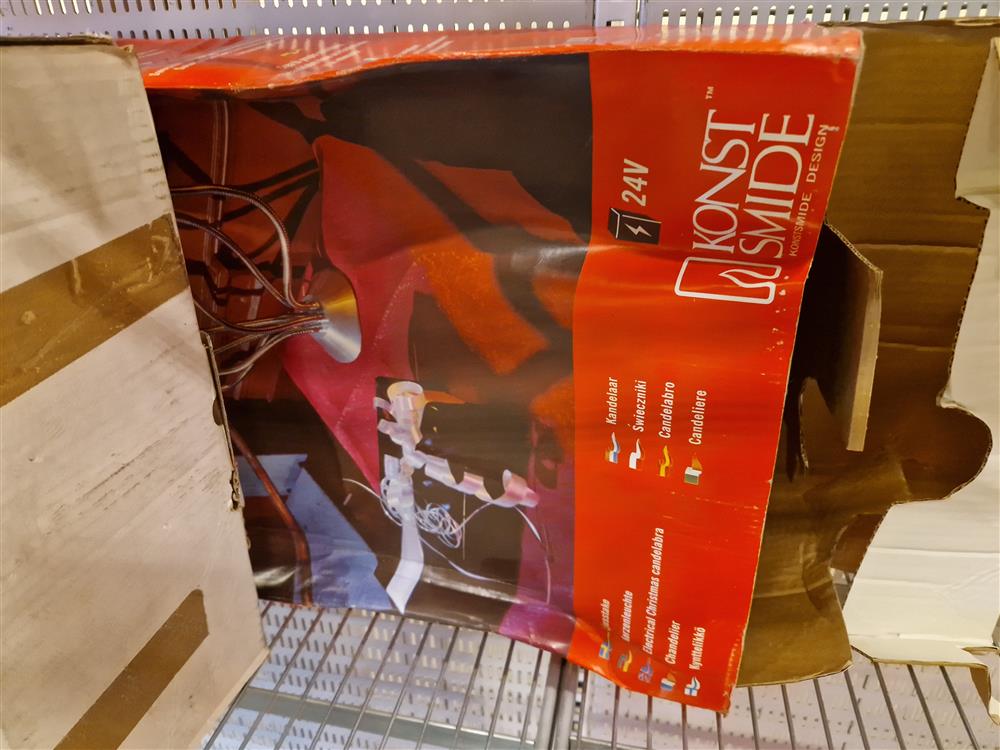 24V
KONST
SMIDE™
KONSTSMIDE DESIGN
Kandelaar
Świeczniki
Candelabro
Candeliere
Electrical Christmas candelabra
Chandelier
Kynttelikkö